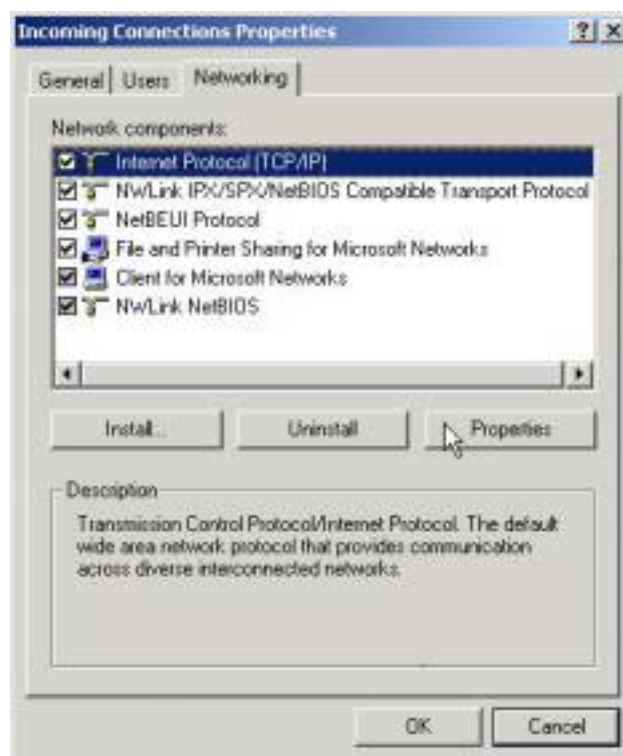 Incoming Connections Properties
General Users Networking
Network components:
Internet Protocol (TCP/IP)
NWLink IPX/SPX/NetBIOS Compatible Transport Protocol
NetBEUI Protocol
File and Printer Sharing for Microsoft Networks
Client for Microsoft Networks
NWLink NetBIOS
Install... Uninstall Properties
Description
Transmission Control Protocol/Internet Protocol. The default
wide area network protocol that provides communication
across diverse interconnected networks.
OK Cancel